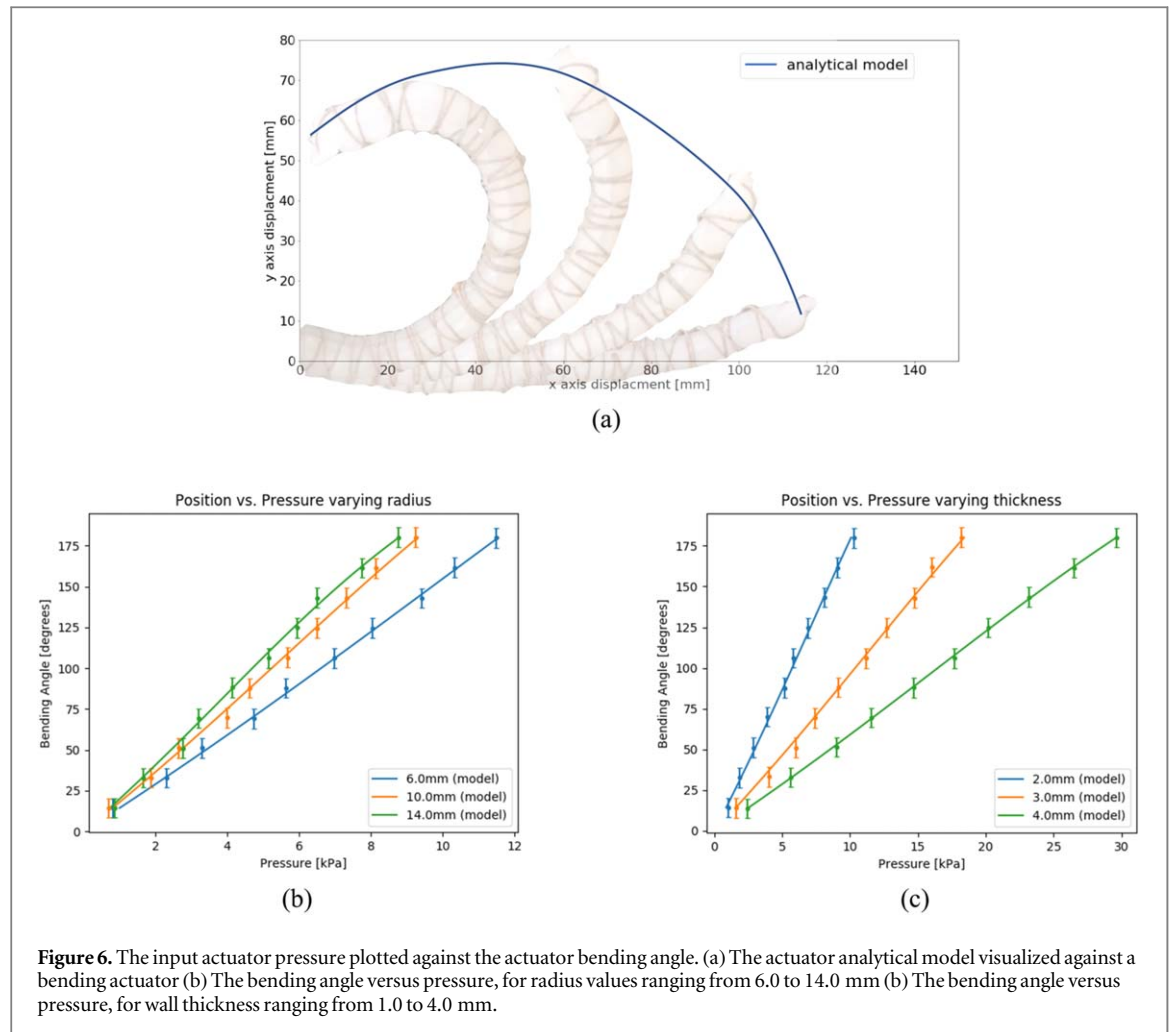 80
70
60
50
40
30
20
10
0
y axis displacment [mm]
analytical model
0 20 40 60 80 100 120 140
x axis displacment [mm]
(a)
Position vs. Pressure varying radius
175
150
125
100
75
50
25
0
Bending Angle [degrees]
6.0mm (model)
10.0mm (model)
14.0mm (model)
2 4 6 8 10 12
Pressure [kPa]
(b)
Position vs. Pressure varying thickness
175
150
125
100
75
50
25
0
Bending Angle [degrees]
2.0mm (model)
3.0mm (model)
4.0mm (model)
0 5 10 15 20 25 30
Pressure [kPa]
(c)
Figure 6. The input actuator pressure plotted against the actuator bending angle. (a) The actuator analytical model visualized against a
bending actuator (b) The bending angle versus pressure, for radius values ranging from 6.0 to 14.0 mm (b) The bending angle versus
pressure, for wall thickness ranging from 1.0 to 4.0 mm.